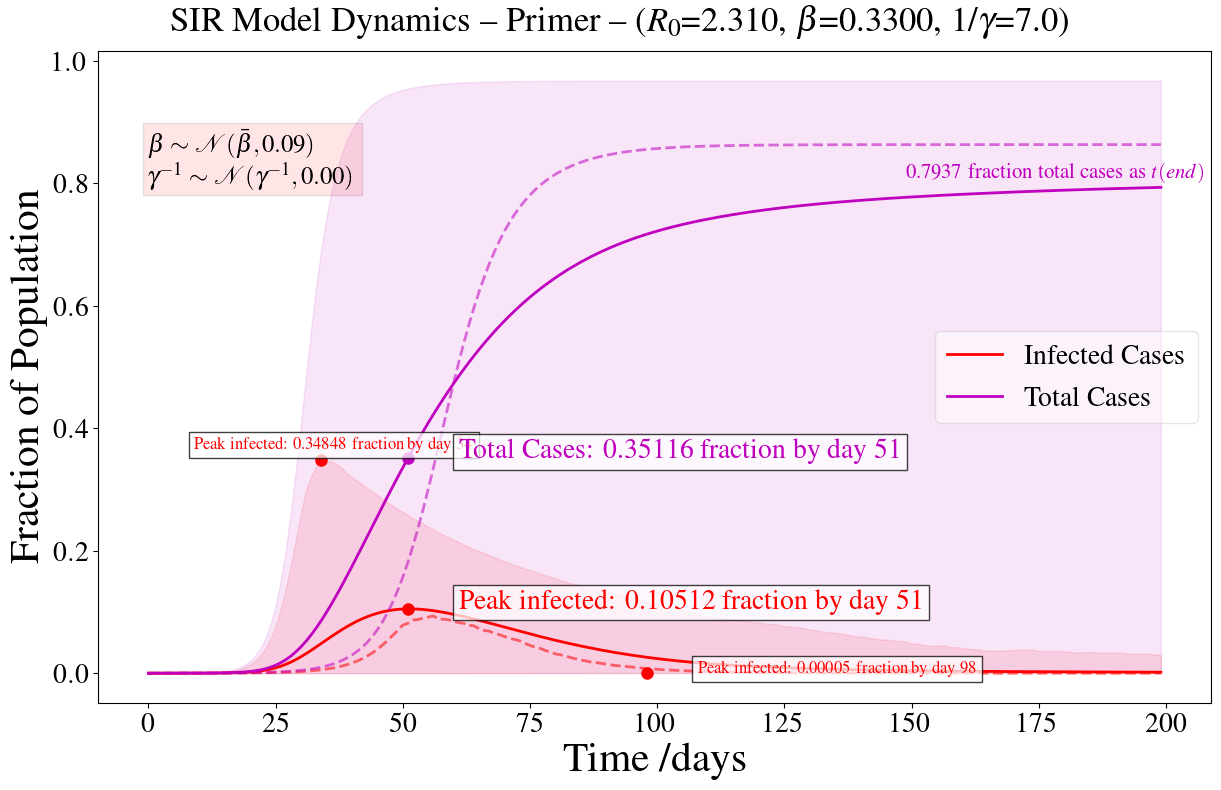 SIR Model Dynamics – Primer – (R₀=2.310, β=0.3300, 1/γ=7.0)
1.0
0.8
0.6
0.4
0.2
0.0
Fraction of Population
β ∼ 𝒩(β̄, 0.09)
γ⁻¹ ∼ 𝒩(γ⁻¹, 0.00)
0.7937 fraction total cases as t(end)
Infected Cases
Total Cases
Peak infected: 0.34848 fraction by day
Total Cases: 0.35116 fraction by day 51
Peak infected: 0.10512 fraction by day 51
Peak infected: 0.00005 fraction by day 98
0 25 50 75 100 125 150 175 200
Time /days